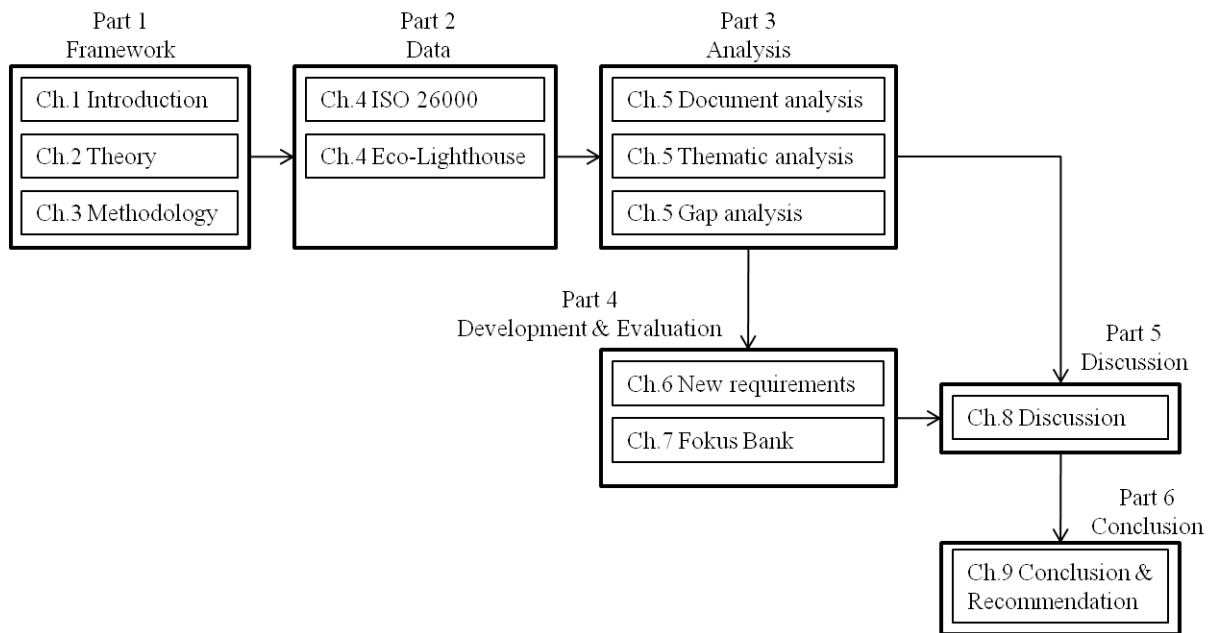 Part 1
Framework
Ch.1 Introduction
Ch.2 Theory
Ch.3 Methodology
Part 2
Data
Ch.4 ISO 26000
Ch.4 Eco-Lighthouse
Part 3
Analysis
Ch.5 Document analysis
Ch.5 Thematic analysis
Ch.5 Gap analysis
Part 4
Development & Evaluation
Ch.6 New requirements
Ch.7 Fokus Bank
Part 5
Discussion
Ch.8 Discussion
Part 6
Conclusion
Ch.9 Conclusion &
Recommendation